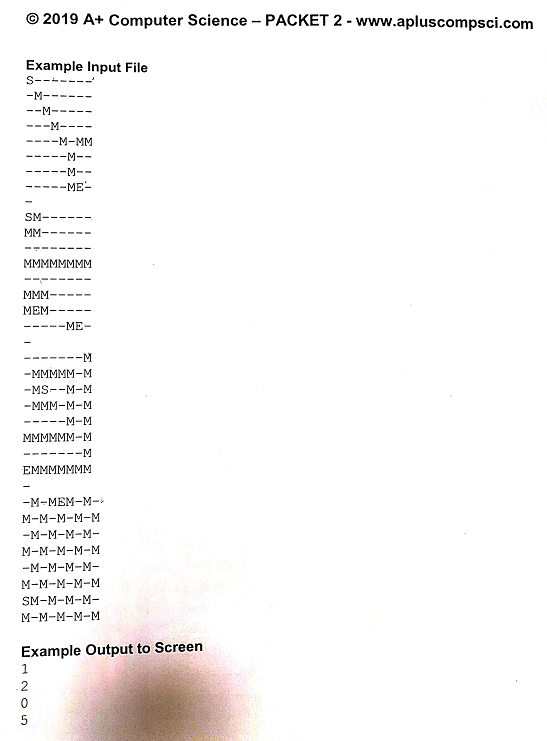 © 2019 A+ Computer Science – PACKET 2 - www.apluscompsci.com
Example Input File
S-------
-M------
--M-----
---M----
----M-MM
-----M--
-----M--
-----ME-
-
SM------
MM------
--------
MMMMMMMM
--------
MMM-----
MEM-----
-----ME-
-
-------M
-MMMMM-M
-MS--M-M
-MMM-M-M
-----M-M
MMMMMM-M
-------M
EMMMMMMM
-
-M-MEM-M-
M-M-M-M-M
-M-M-M-M-
M-M-M-M-M
-M-M-M-M-
M-M-M-M-M
SM-M-M-M-
M-M-M-M-M
Example Output to Screen
1
2
0
5